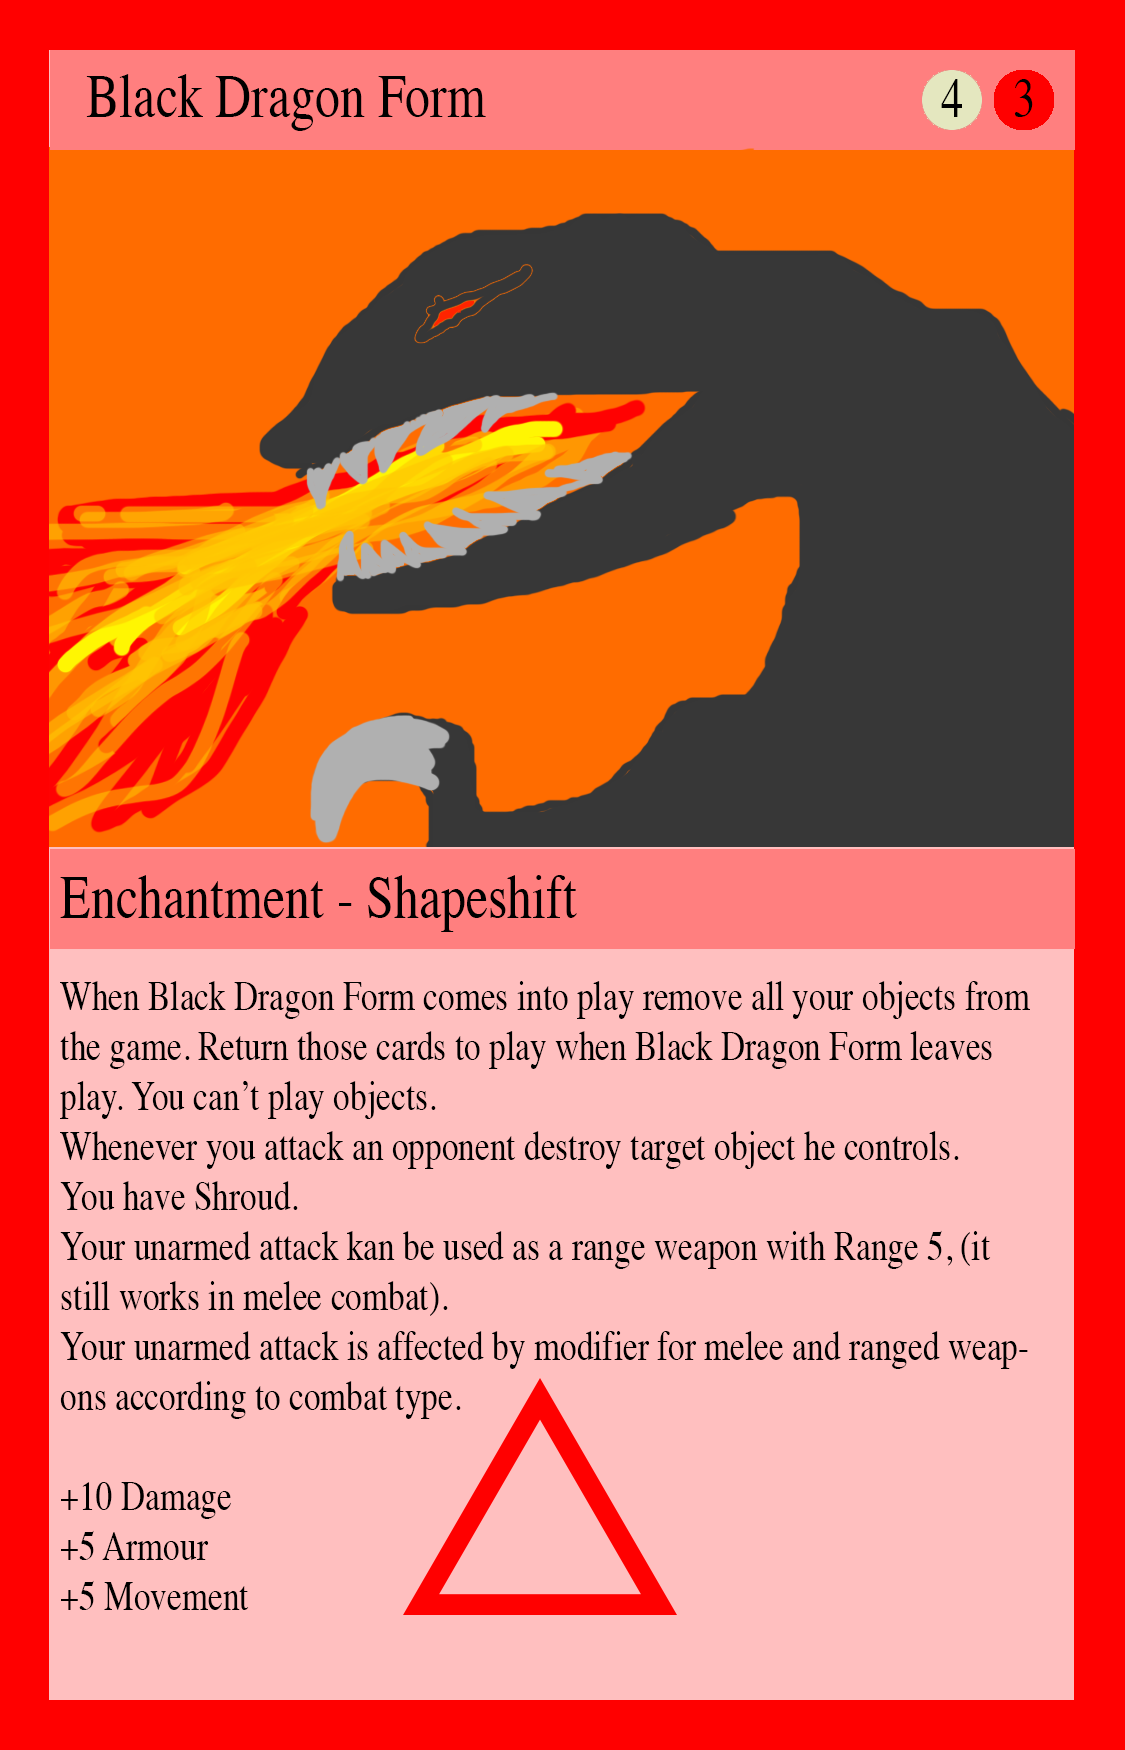 Black Dragon Form 4 3
Enchantment - Shapeshift
When Black Dragon Form comes into play remove all your objects from
the game. Return those cards to play when Black Dragon Form leaves
play. You can’t play objects.
Whenever you attack an opponent destroy target object he controls.
You have Shroud.
Your unarmed attack kan be used as a range weapon with Range 5, (it
still works in melee combat).
Your unarmed attack is affected by modifier for melee and ranged weap-
ons according to combat type.
+10 Damage
+5 Armour
+5 Movement